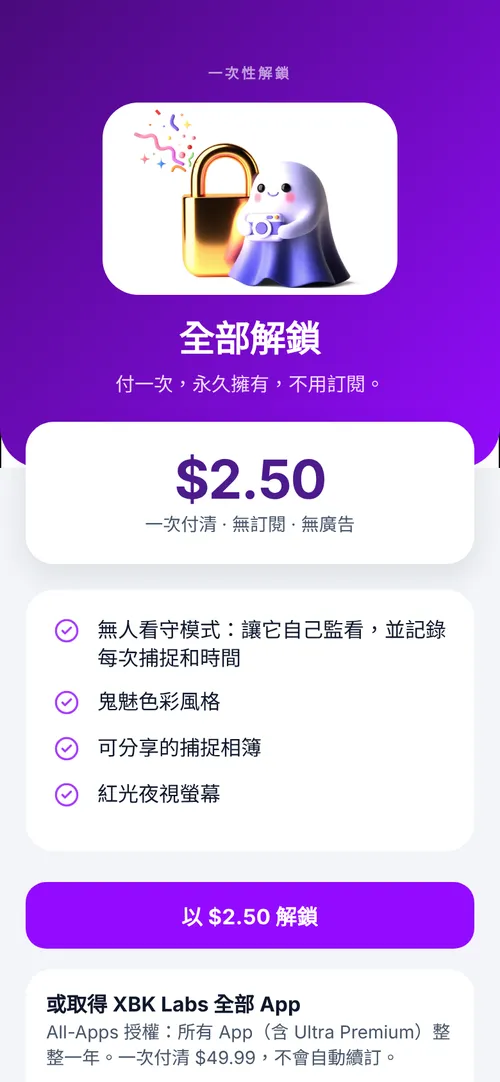 一次性解鎖
全部解鎖
付一次，永久擁有，不用訂閱。
$2.50
一次付清 · 無訂閱 · 無廣告
無人看守模式：讓它自己監看，並記錄
每次捕捉和時間
鬼魅色彩風格
可分享的捕捉相簿
紅光夜視螢幕
以 $2.50 解鎖
或取得 XBK Labs 全部 App
All-Apps 授權：所有 App（含 Ultra Premium）整
整一年。一次付清 $49.99，不會自動續訂。